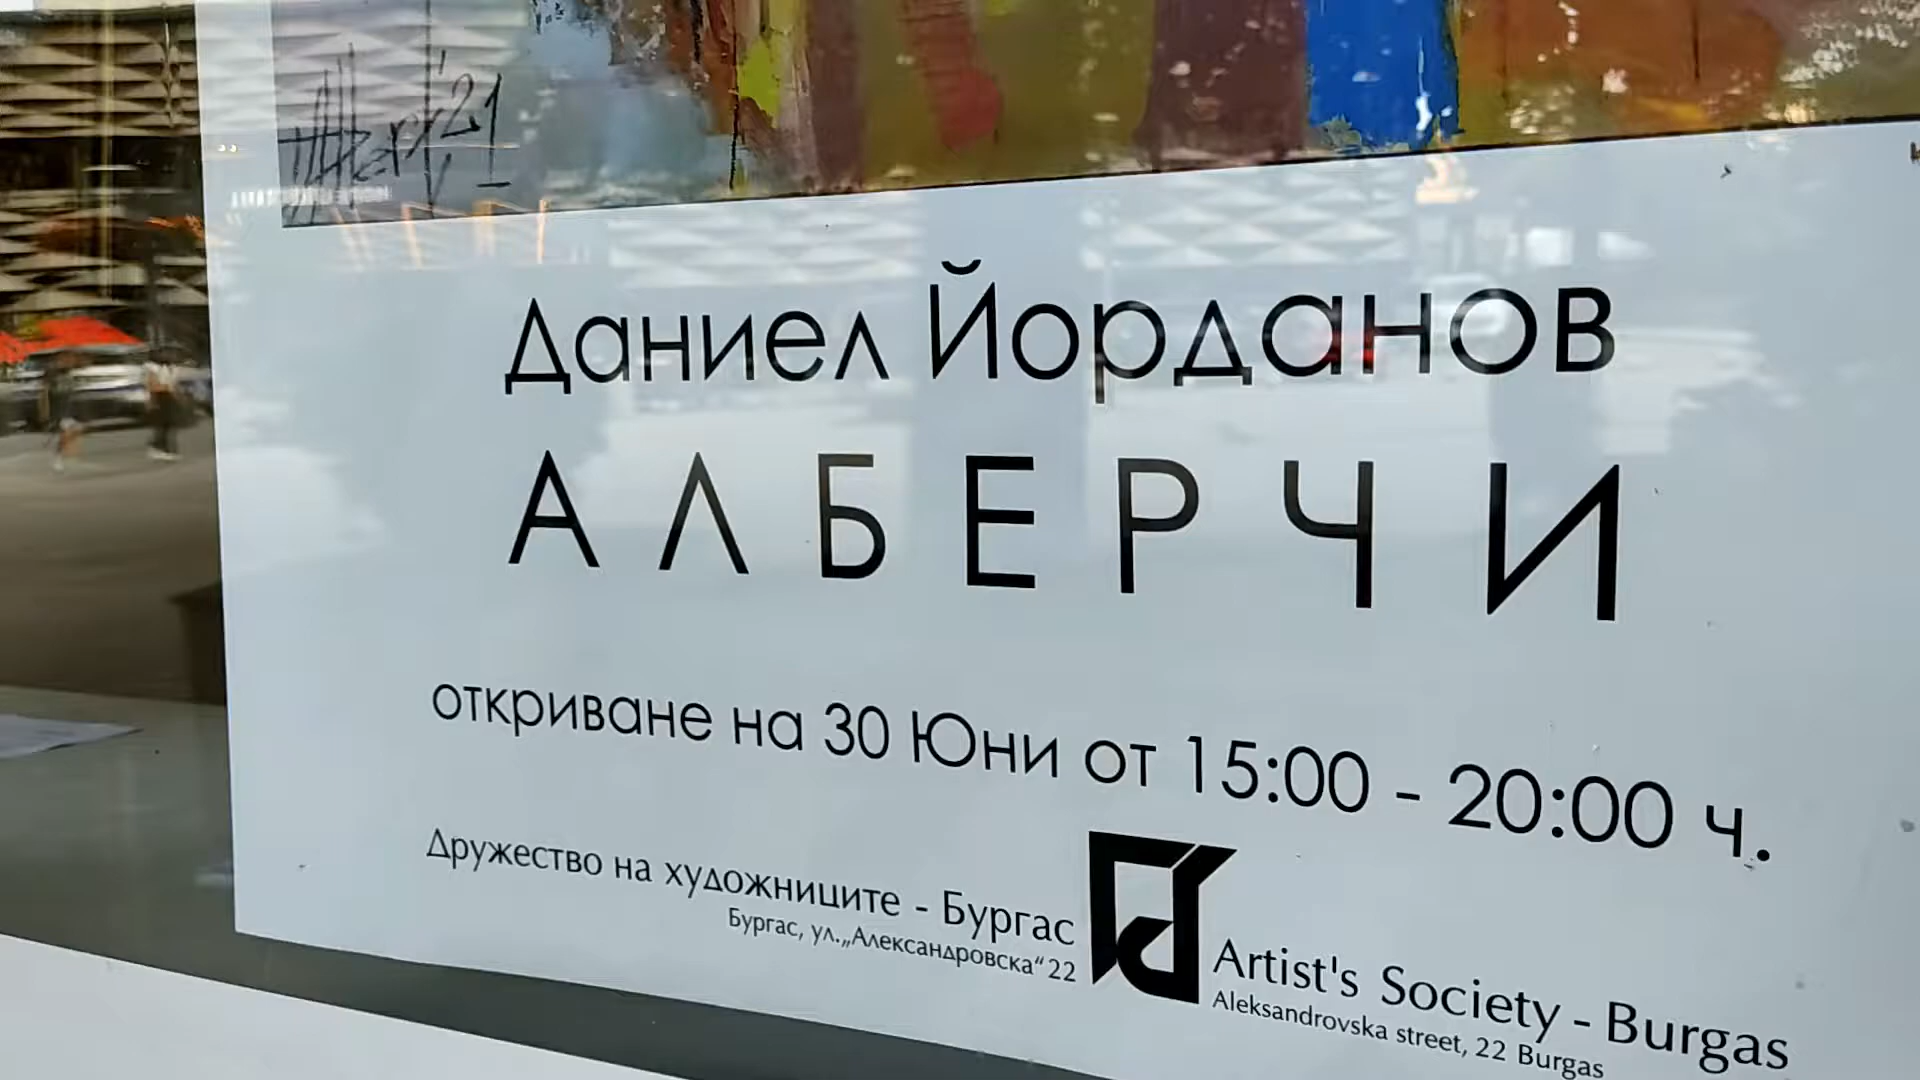 Даниел Йорданов
АЛБЕРЧИ
откриване на 30 Юни от 15:00 - 20:00 ч.
Дружество на художниците - Бургас
Бургас, ул. „Александровска“ 22
Artist's Society - Burgas
Aleksandrovska street, 22 Burgas